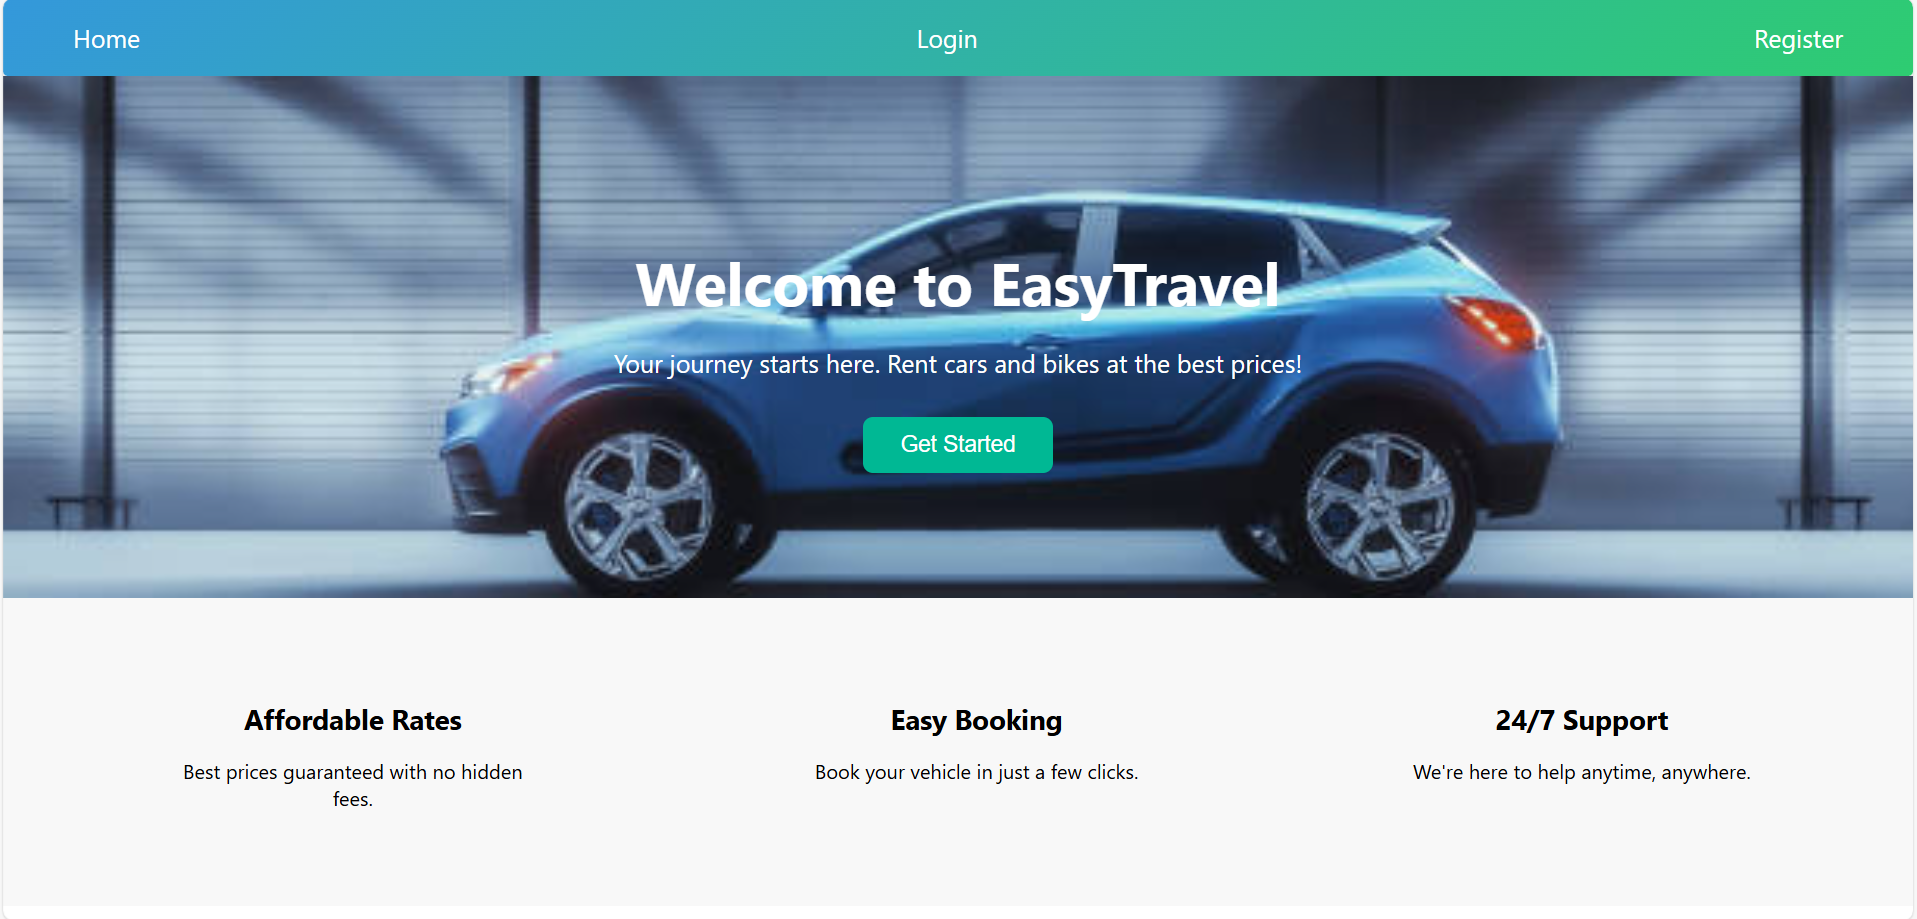 Home
Login
Register
Welcome to EasyTravel
Your journey starts here. Rent cars and bikes at the best prices!
Get Started
Affordable Rates
Best prices guaranteed with no hidden
fees.
Easy Booking
Book your vehicle in just a few clicks.
24/7 Support
We're here to help anytime, anywhere.